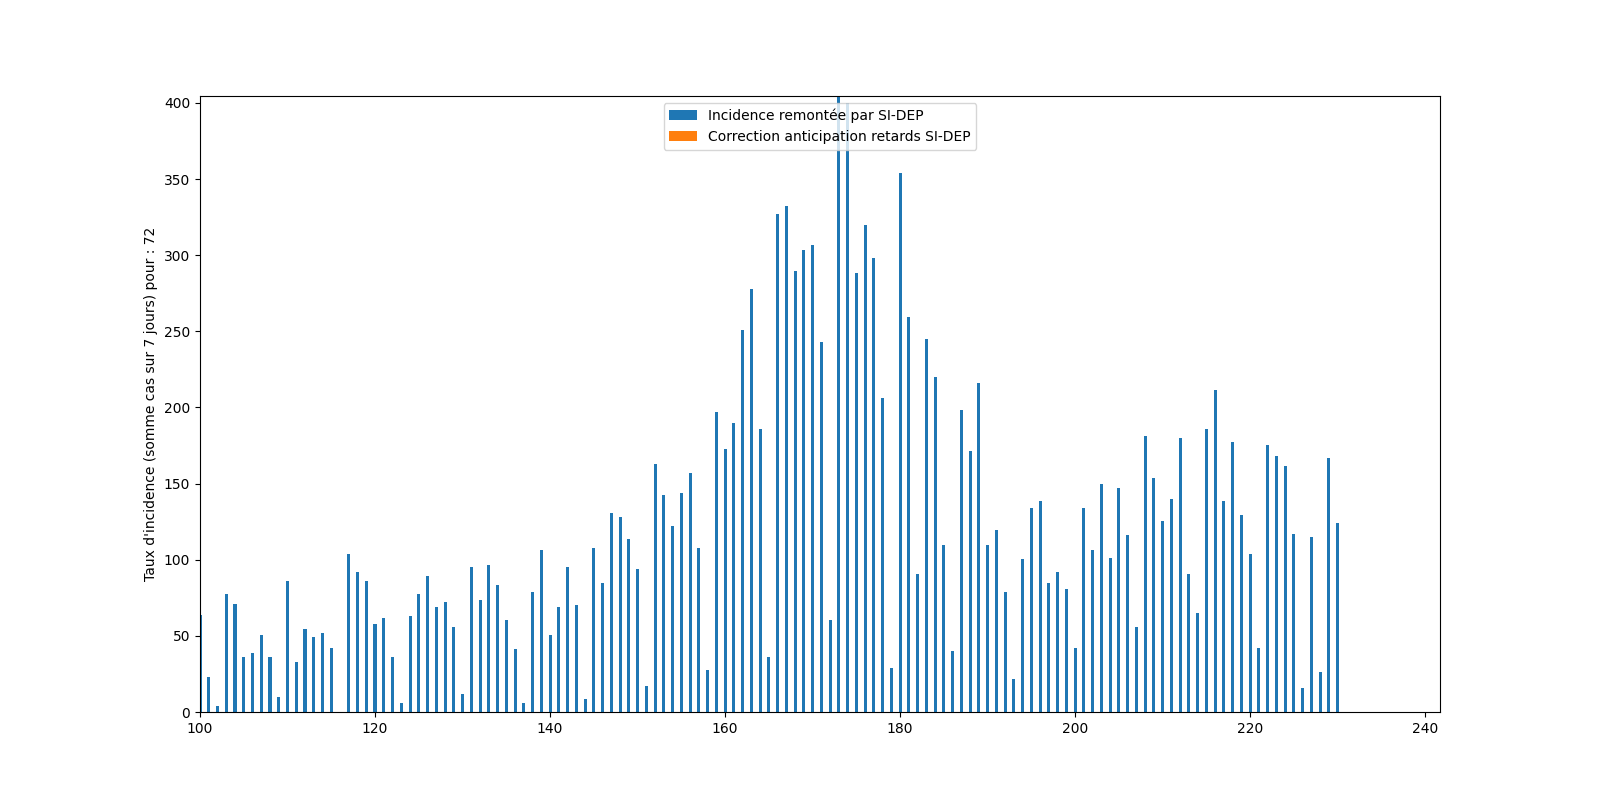 Incidence remontée par SI-DEP
Correction anticipation retards SI-DEP
Taux d'incidence (somme cas sur 7 jours) pour : 72
400
350
300
250
200
150
100
50
0
100 120 140 160 180 200 220 240